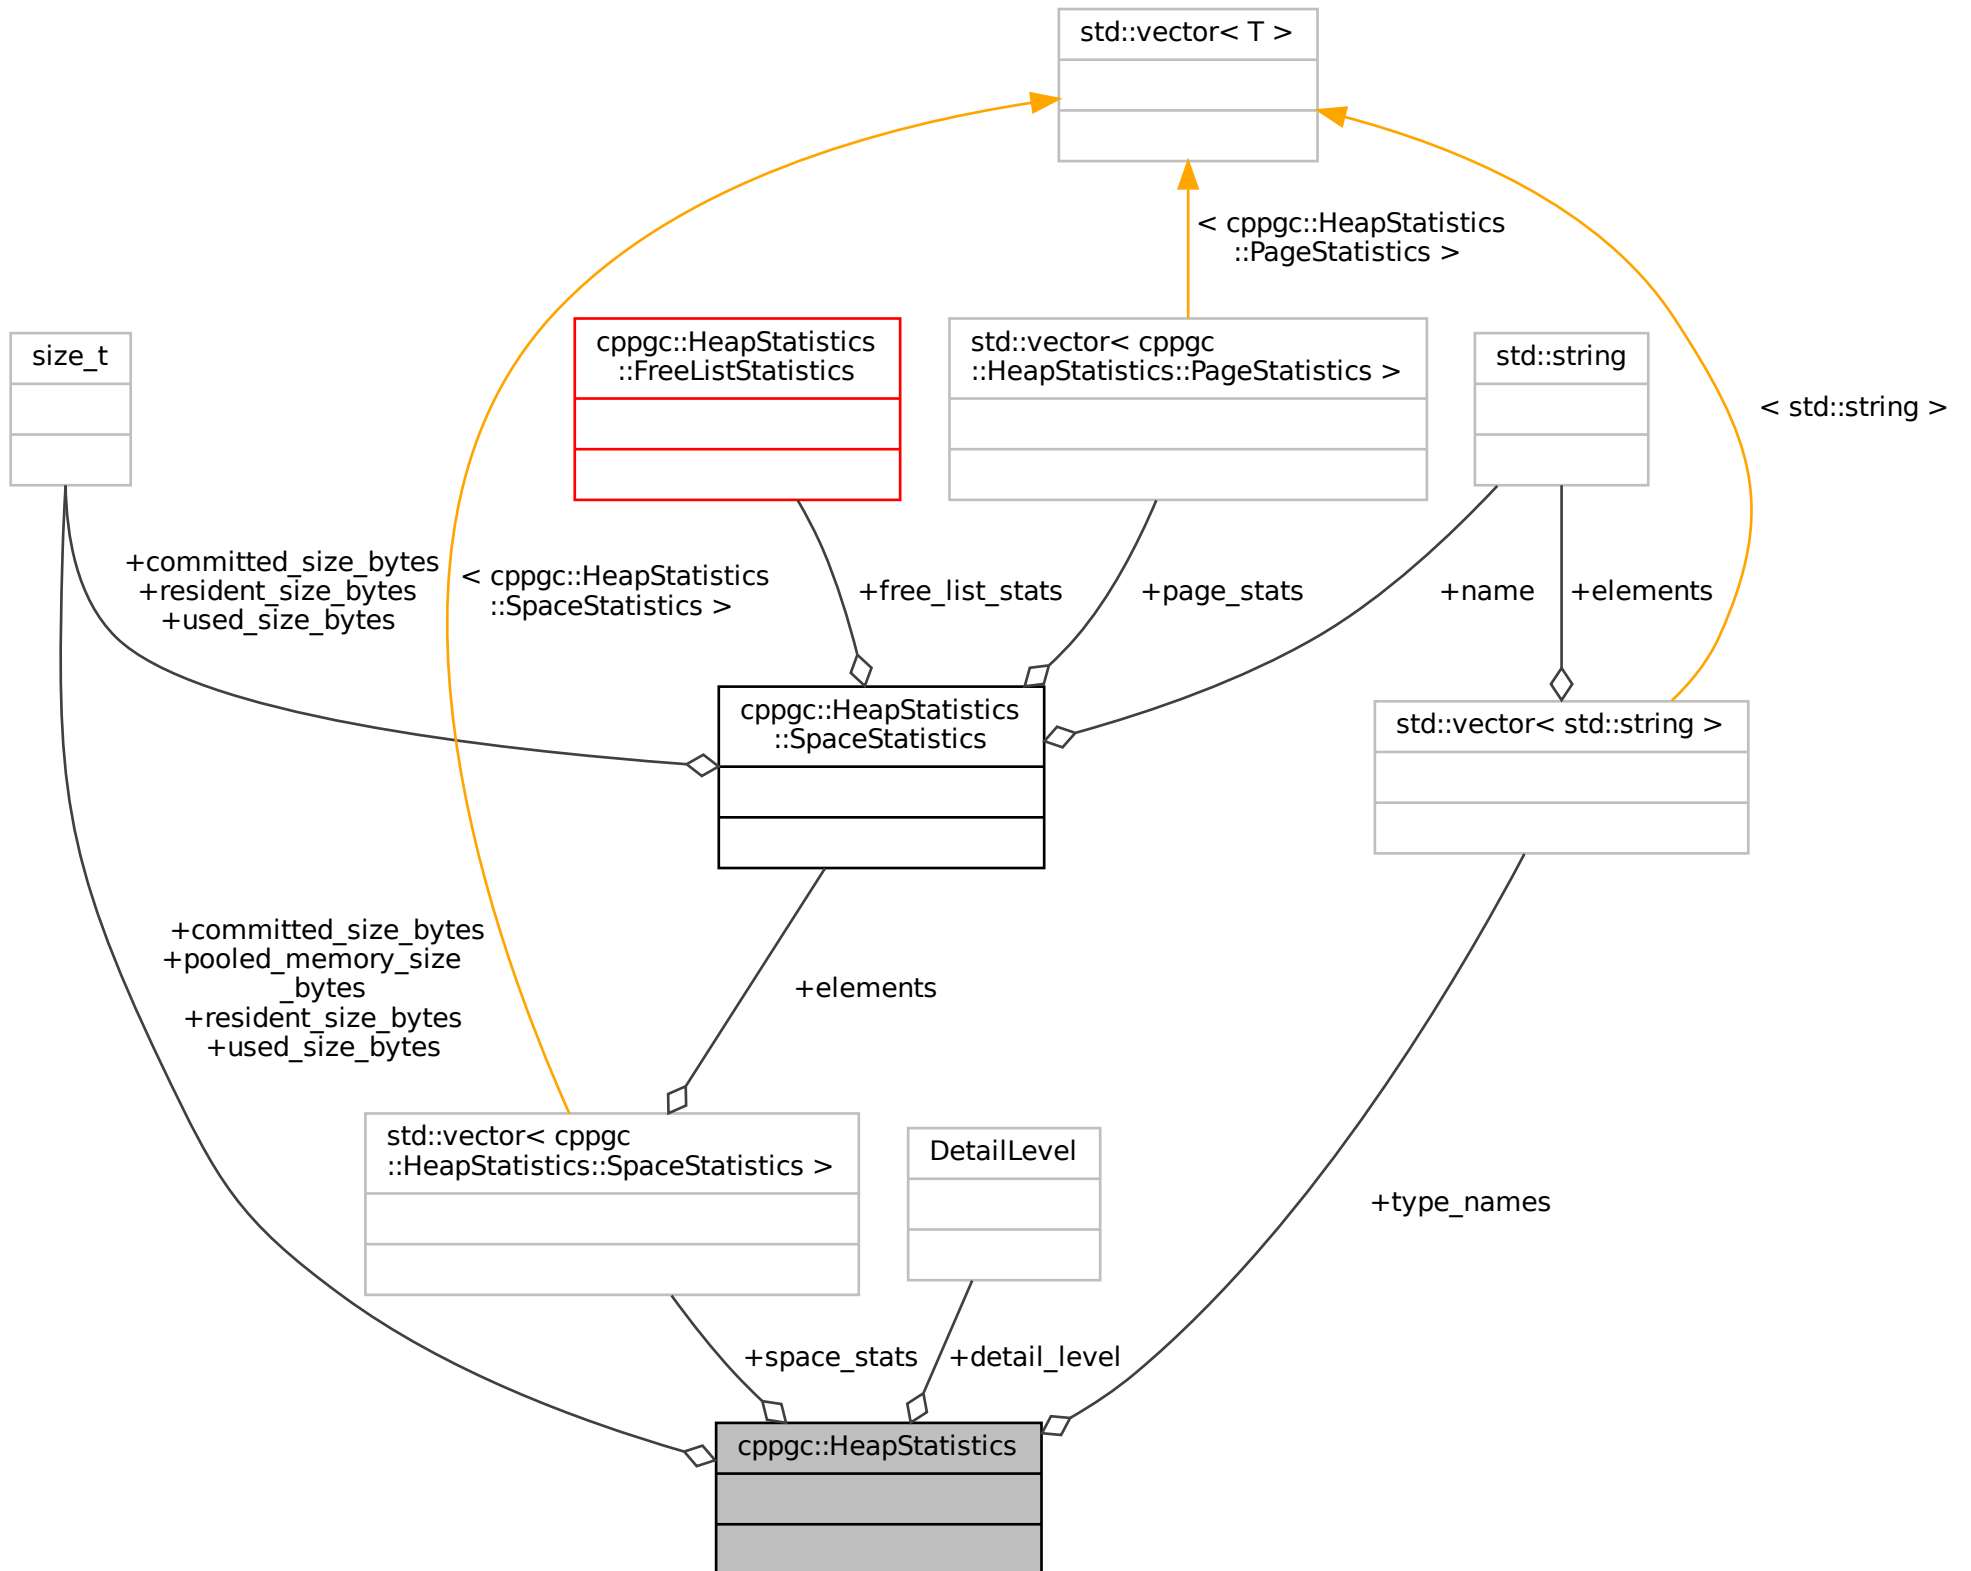 std::vector< T >
< cppgc::HeapStatistics
::PageStatistics >
size_t
cppgc::HeapStatistics
::FreeListStatistics
std::vector< cppgc
::HeapStatistics::PageStatistics >
std::string
< std::string >
+committed_size_bytes
+resident_size_bytes
+used_size_bytes
< cppgc::HeapStatistics
::SpaceStatistics >
+free_list_stats
+page_stats
+name
+elements
cppgc::HeapStatistics
::SpaceStatistics
std::vector< std::string >
+committed_size_bytes
+pooled_memory_size
_bytes
+resident_size_bytes
+used_size_bytes
+elements
std::vector< cppgc
::HeapStatistics::SpaceStatistics >
DetailLevel
+type_names
+space_stats
+detail_level
cppgc::HeapStatistics